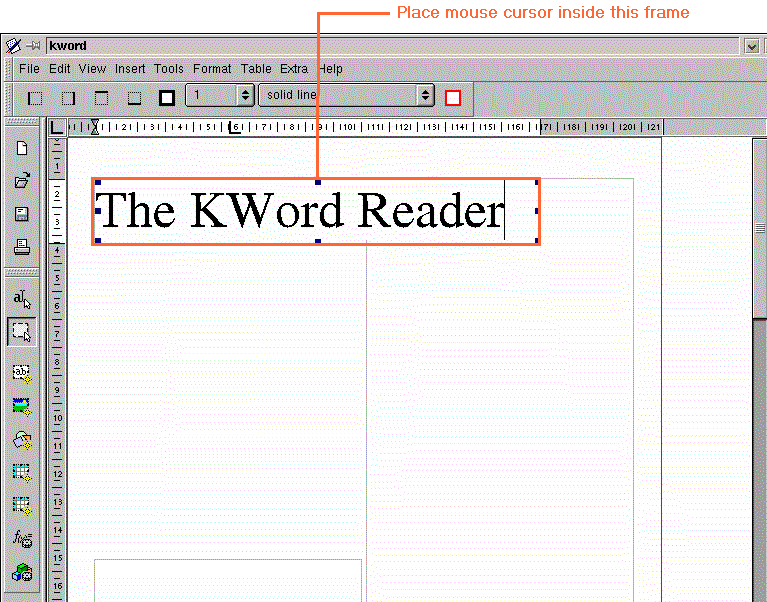 Place mouse cursor inside this frame
kword
File Edit View Insert Tools Format Table Extra Help
1 solid line
1 2 3 4 5 6 7 8 9 10 11 12 13 14 15 16 17 18 19 20 21
1
2
The KWord Reader
3
4
5
a
6
7
8
ab
9
10
11
12
13
14
15
16